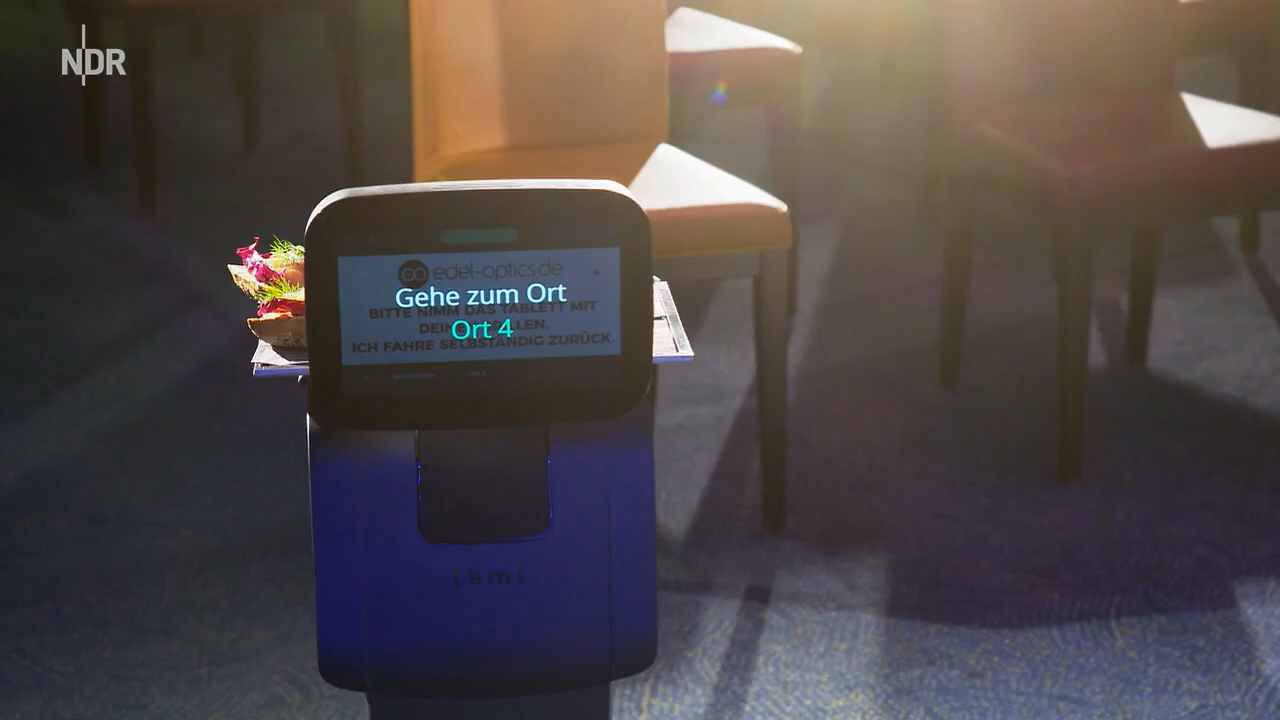 NDR
edel-optics.de
Gehe zum Ort
BITTE NIMM DAS TABLETT MIT
Ort 4
ICH FAHRE SELBSTÄNDIG ZURÜCK.
temi